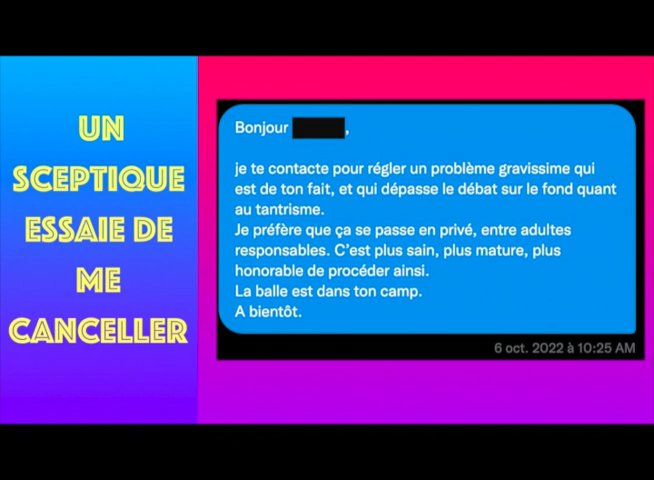 UN
SCEPTIQUE
ESSAIE DE
ME
CANCELLER
Bonjour ,
je te contacte pour régler un problème gravissime qui
est de ton fait, et qui dépasse le débat sur le fond quant
au tantrisme.
Je préfère que ça se passe en privé, entre adultes
responsables. C'est plus sain, plus mature, plus
honorable de procéder ainsi.
La balle est dans ton camp.
A bientôt.
6 oct. 2022 à 10:25 AM